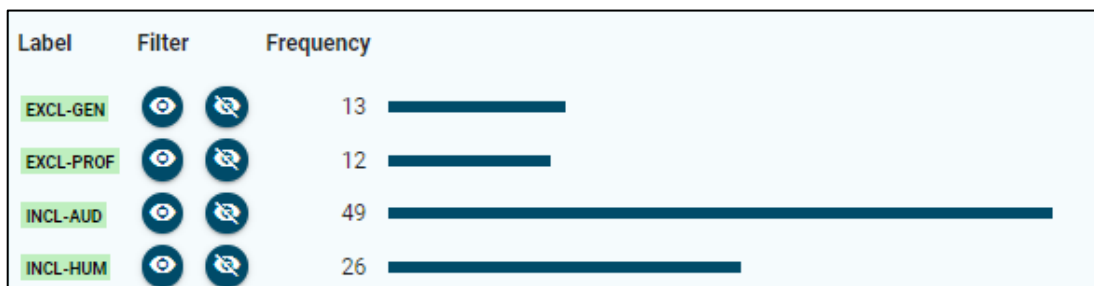 Label Filter Frequency
EXCL-GEN 13
EXCL-PROF 12
INCL-AUD 49
INCL-HUM 26